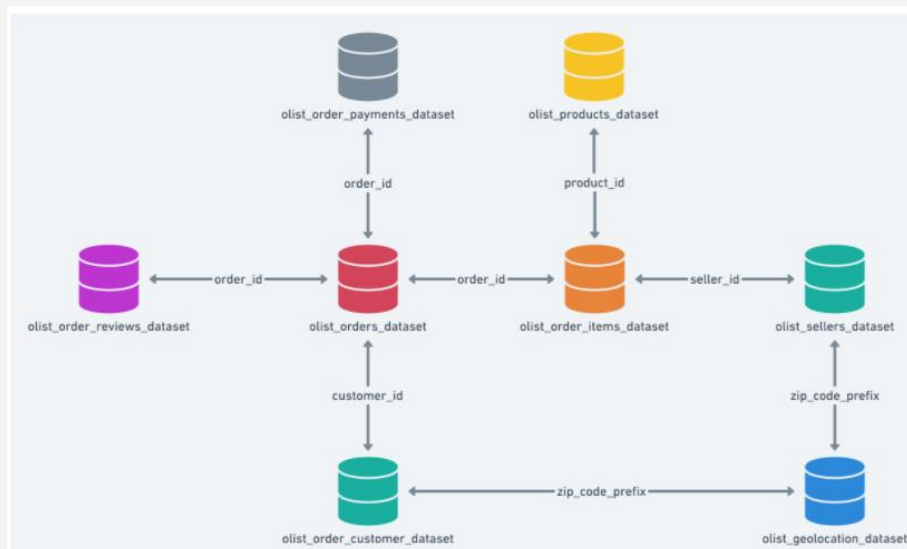 olist_order_payments_dataset
olist_products_dataset
order_id
product_id
order_id
order_id
seller_id
olist_order_reviews_dataset
olist_orders_dataset
olist_order_items_dataset
olist_sellers_dataset
customer_id
zip_code_prefix
zip_code_prefix
olist_order_customer_dataset
olist_geolocation_dataset